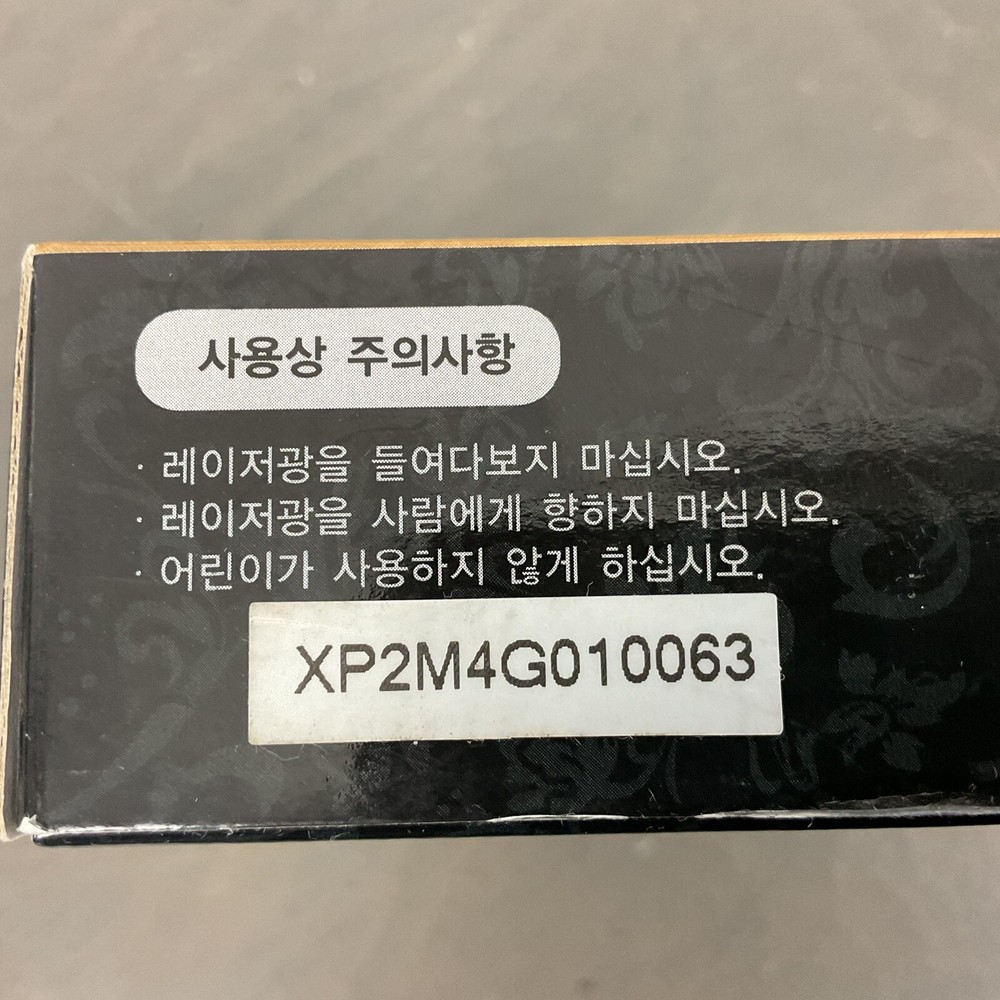 사용상 주의사항
· 레이저광을 들여다보지 마십시오.
· 레이저광을 사람에게 향하지 마십시오.
· 어린이가 사용하지 않게 하십시오.
XP2M4G010063